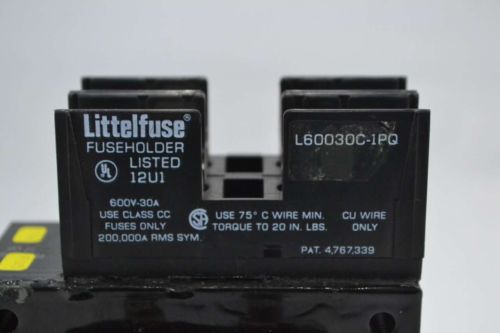 Littelfuse®
FUSEHOLDER
LISTED
UL
12U1
600V-30A
USE CLASS CC
FUSES ONLY
200,000A RMS SYM.
L60030C-1PQ
USE 75° C WIRE MIN.
TORQUE TO 20 IN. LBS.
CU WIRE
ONLY
PAT. 4,767,339